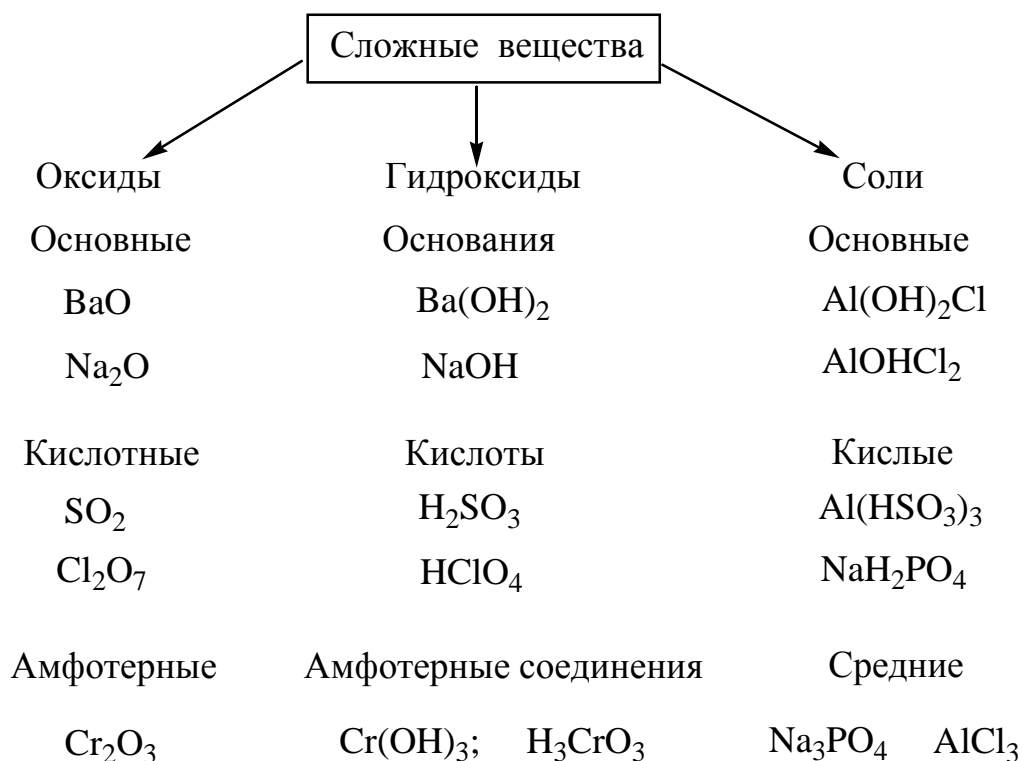 Сложные вещества
Оксиды Гидроксиды Соли
Основные Основания Основные
BaO Ba(OH)₂ Al(OH)₂Cl
Na₂O NaOH AlOHCl₂
Кислотные Кислоты Кислые
SO₂ H₂SO₃ Al(HSO₃)₃
Cl₂O₇ HClO₄ NaH₂PO₄
Амфотерные Амфотерные соединения Средние
Cr₂O₃ Cr(OH)₃; H₃CrO₃ Na₃PO₄ AlCl₃